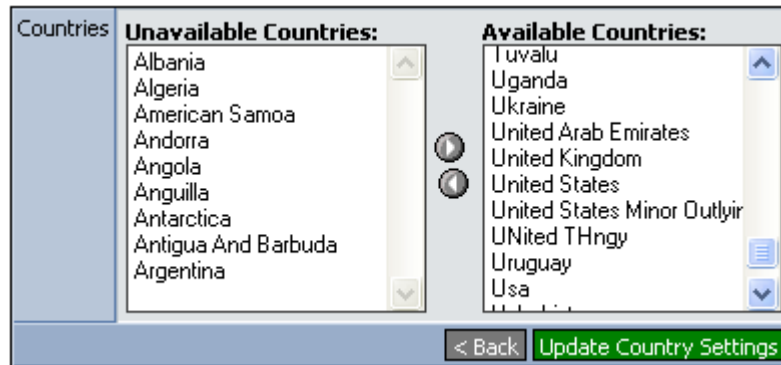 Countries
Unavailable Countries:
Albania
Algeria
American Samoa
Andorra
Angola
Anguilla
Antarctica
Antigua And Barbuda
Argentina
Available Countries:
Tuvalu
Uganda
Ukraine
United Arab Emirates
United Kingdom
United States
United States Minor Outlyir
UNited THngy
Uruguay
Usa
< Back
Update Country Settings